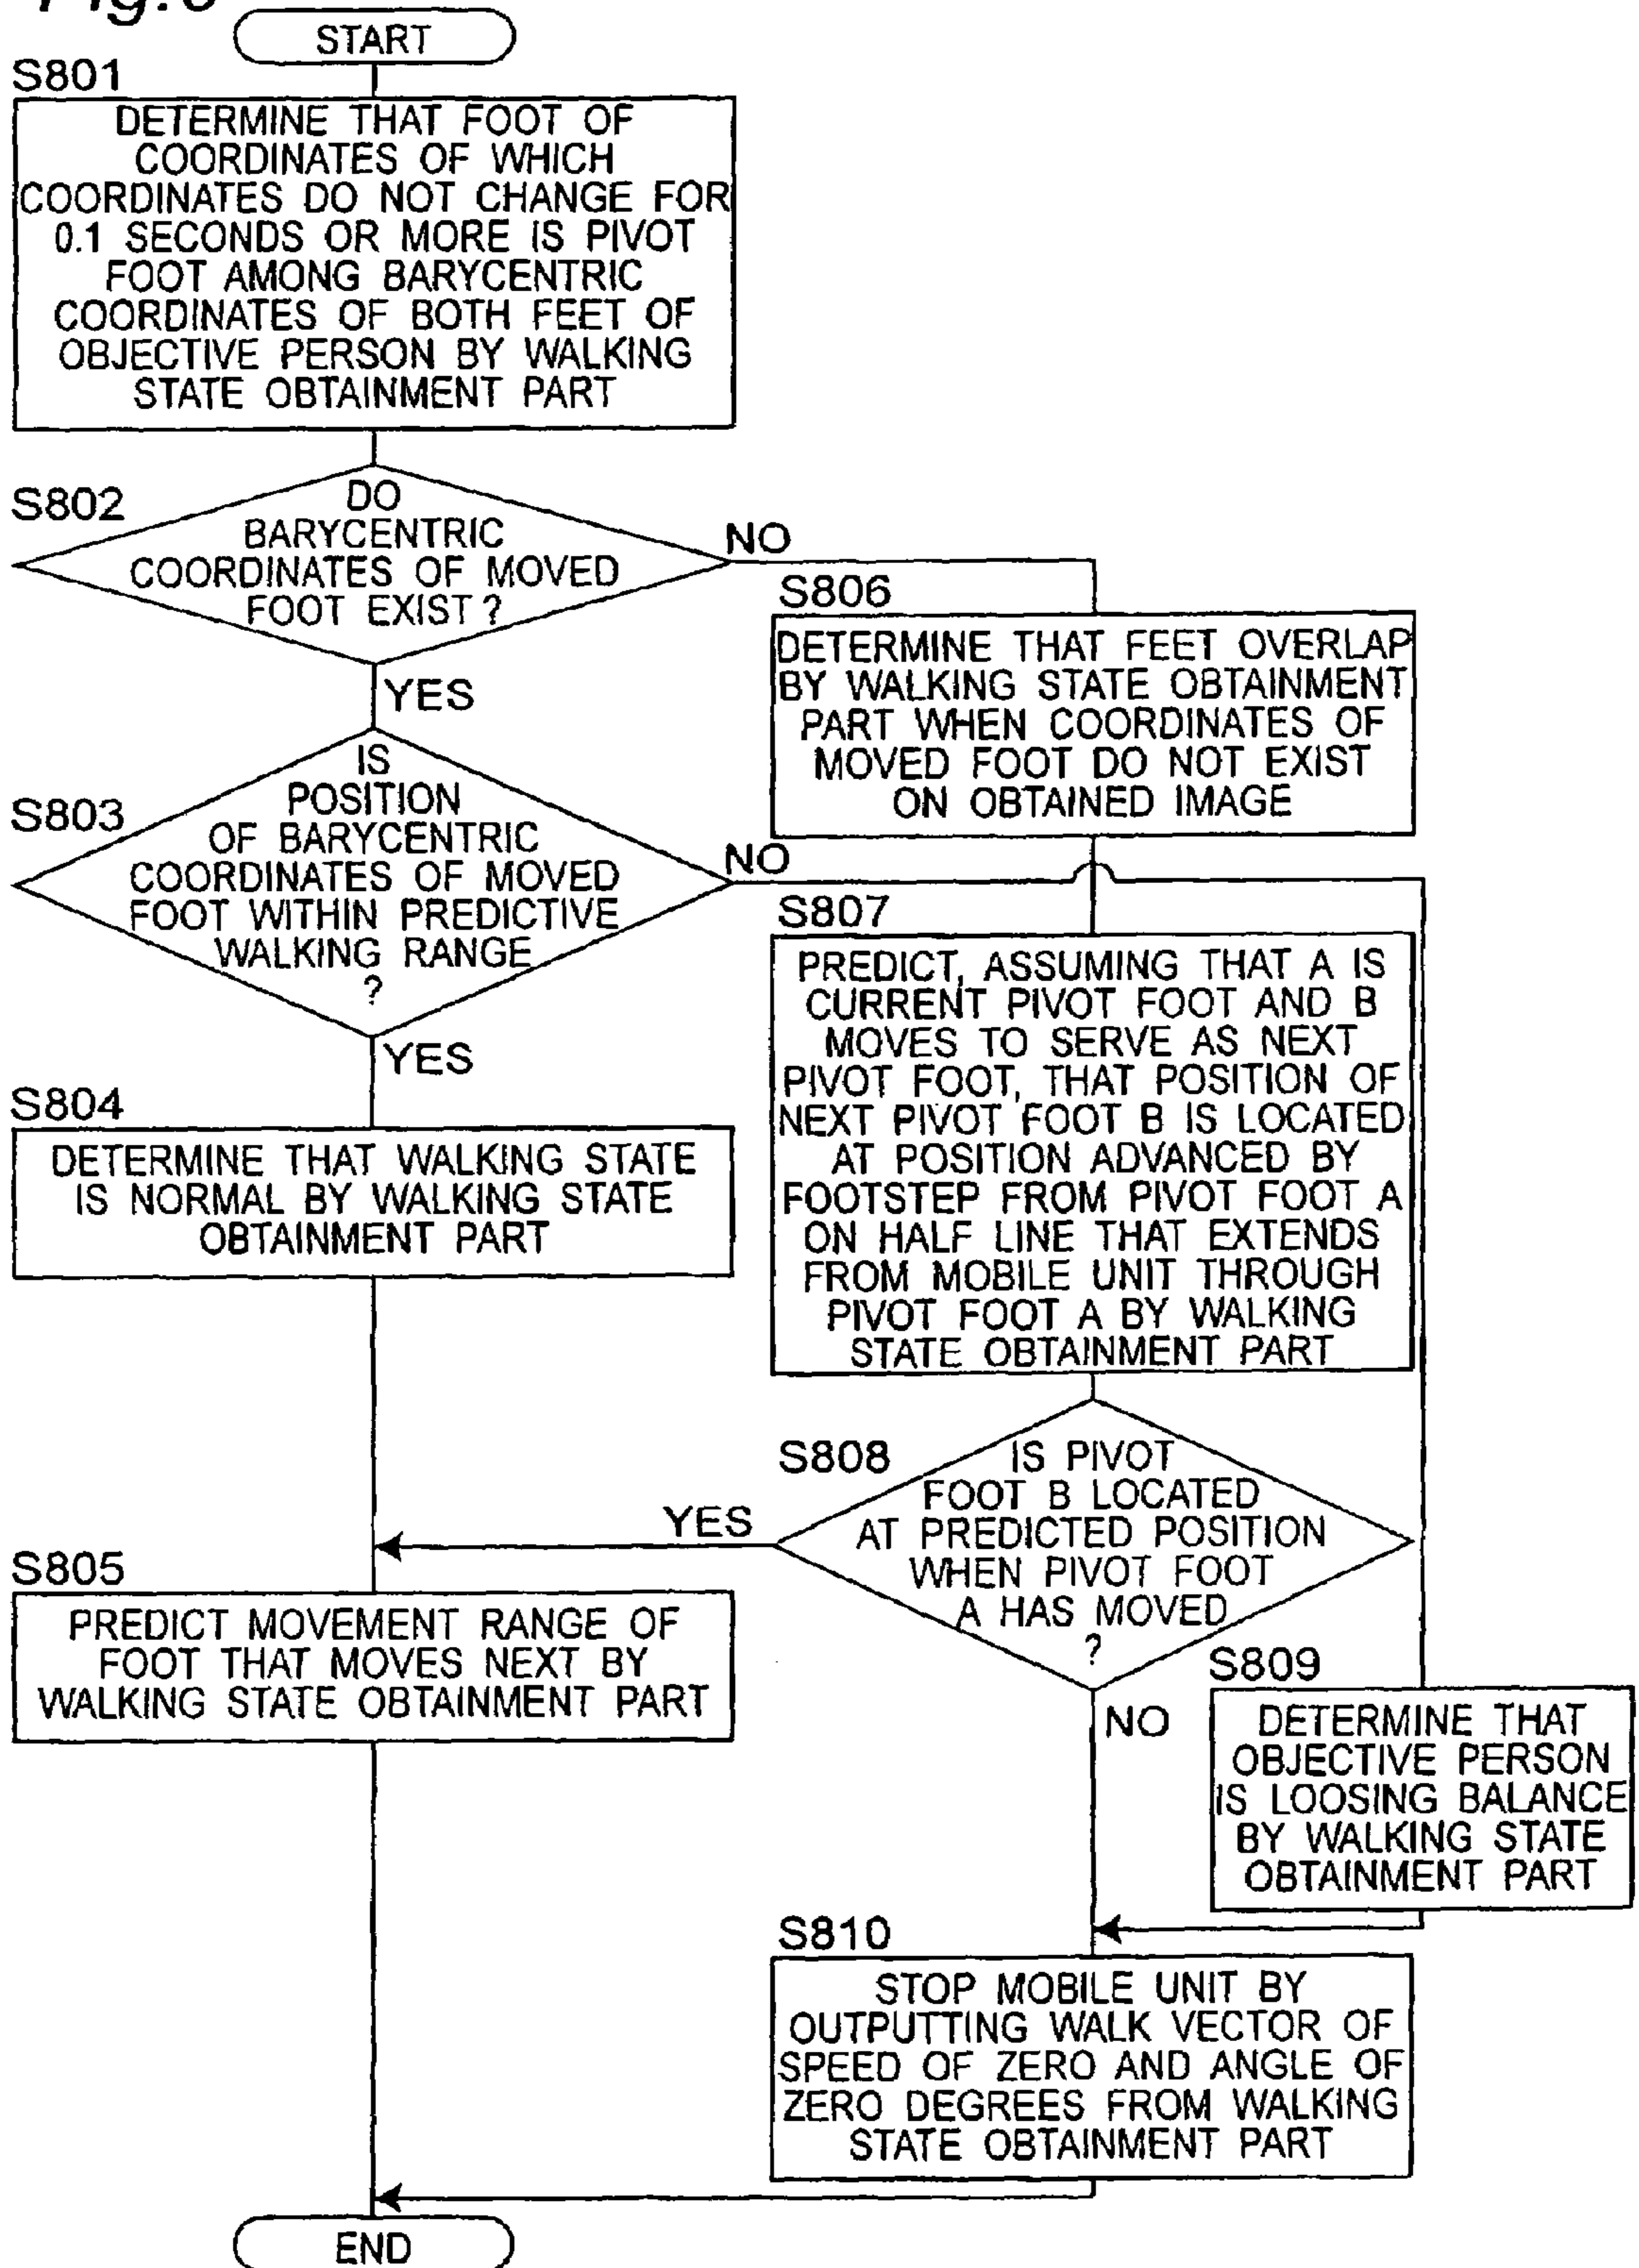 START
S801
DETERMINE THAT FOOT OF
COORDINATES OF WHICH
COORDINATES DO NOT CHANGE FOR
0.1 SECONDS OR MORE IS PIVOT
FOOT AMONG BARYCENTRIC
COORDINATES OF BOTH FEET OF
OBJECTIVE PERSON BY WALKING
STATE OBTAINMENT PART
S802
DO
BARYCENTRIC
COORDINATES OF MOVED
FOOT EXIST?
NO
YES
S803
IS
POSITION
OF BARYCENTRIC
COORDINATES OF MOVED
FOOT WITHIN PREDICTIVE
WALKING RANGE
?
NO
YES
S804
DETERMINE THAT WALKING STATE
IS NORMAL BY WALKING STATE
OBTAINMENT PART
S805
PREDICT MOVEMENT RANGE OF
FOOT THAT MOVES NEXT BY
WALKING STATE OBTAINMENT PART
S806
DETERMINE THAT FEET OVERLAP
BY WALKING STATE OBTAINMENT
PART WHEN COORDINATES OF
MOVED FOOT DO NOT EXIST
ON OBTAINED IMAGE
S807
PREDICT, ASSUMING THAT A IS
CURRENT PIVOT FOOT AND B
MOVES TO SERVE AS NEXT
PIVOT FOOT, THAT POSITION OF
NEXT PIVOT FOOT B IS LOCATED
AT POSITION ADVANCED BY
FOOTSTEP FROM PIVOT FOOT A
ON HALF LINE THAT EXTENDS
FROM MOBILE UNIT THROUGH
PIVOT FOOT A BY WALKING
STATE OBTAINMENT PART
S808
IS PIVOT
FOOT B LOCATED
AT PREDICTED POSITION
WHEN PIVOT FOOT
A HAS MOVED
?
YES
NO
S809
DETERMINE THAT
OBJECTIVE PERSON
IS LOOSING BALANCE
BY WALKING STATE
OBTAINMENT PART
S810
STOP MOBILE UNIT BY
OUTPUTTING WALK VECTOR OF
SPEED OF ZERO AND ANGLE OF
ZERO DEGREES FROM WALKING
STATE OBTAINMENT PART
END